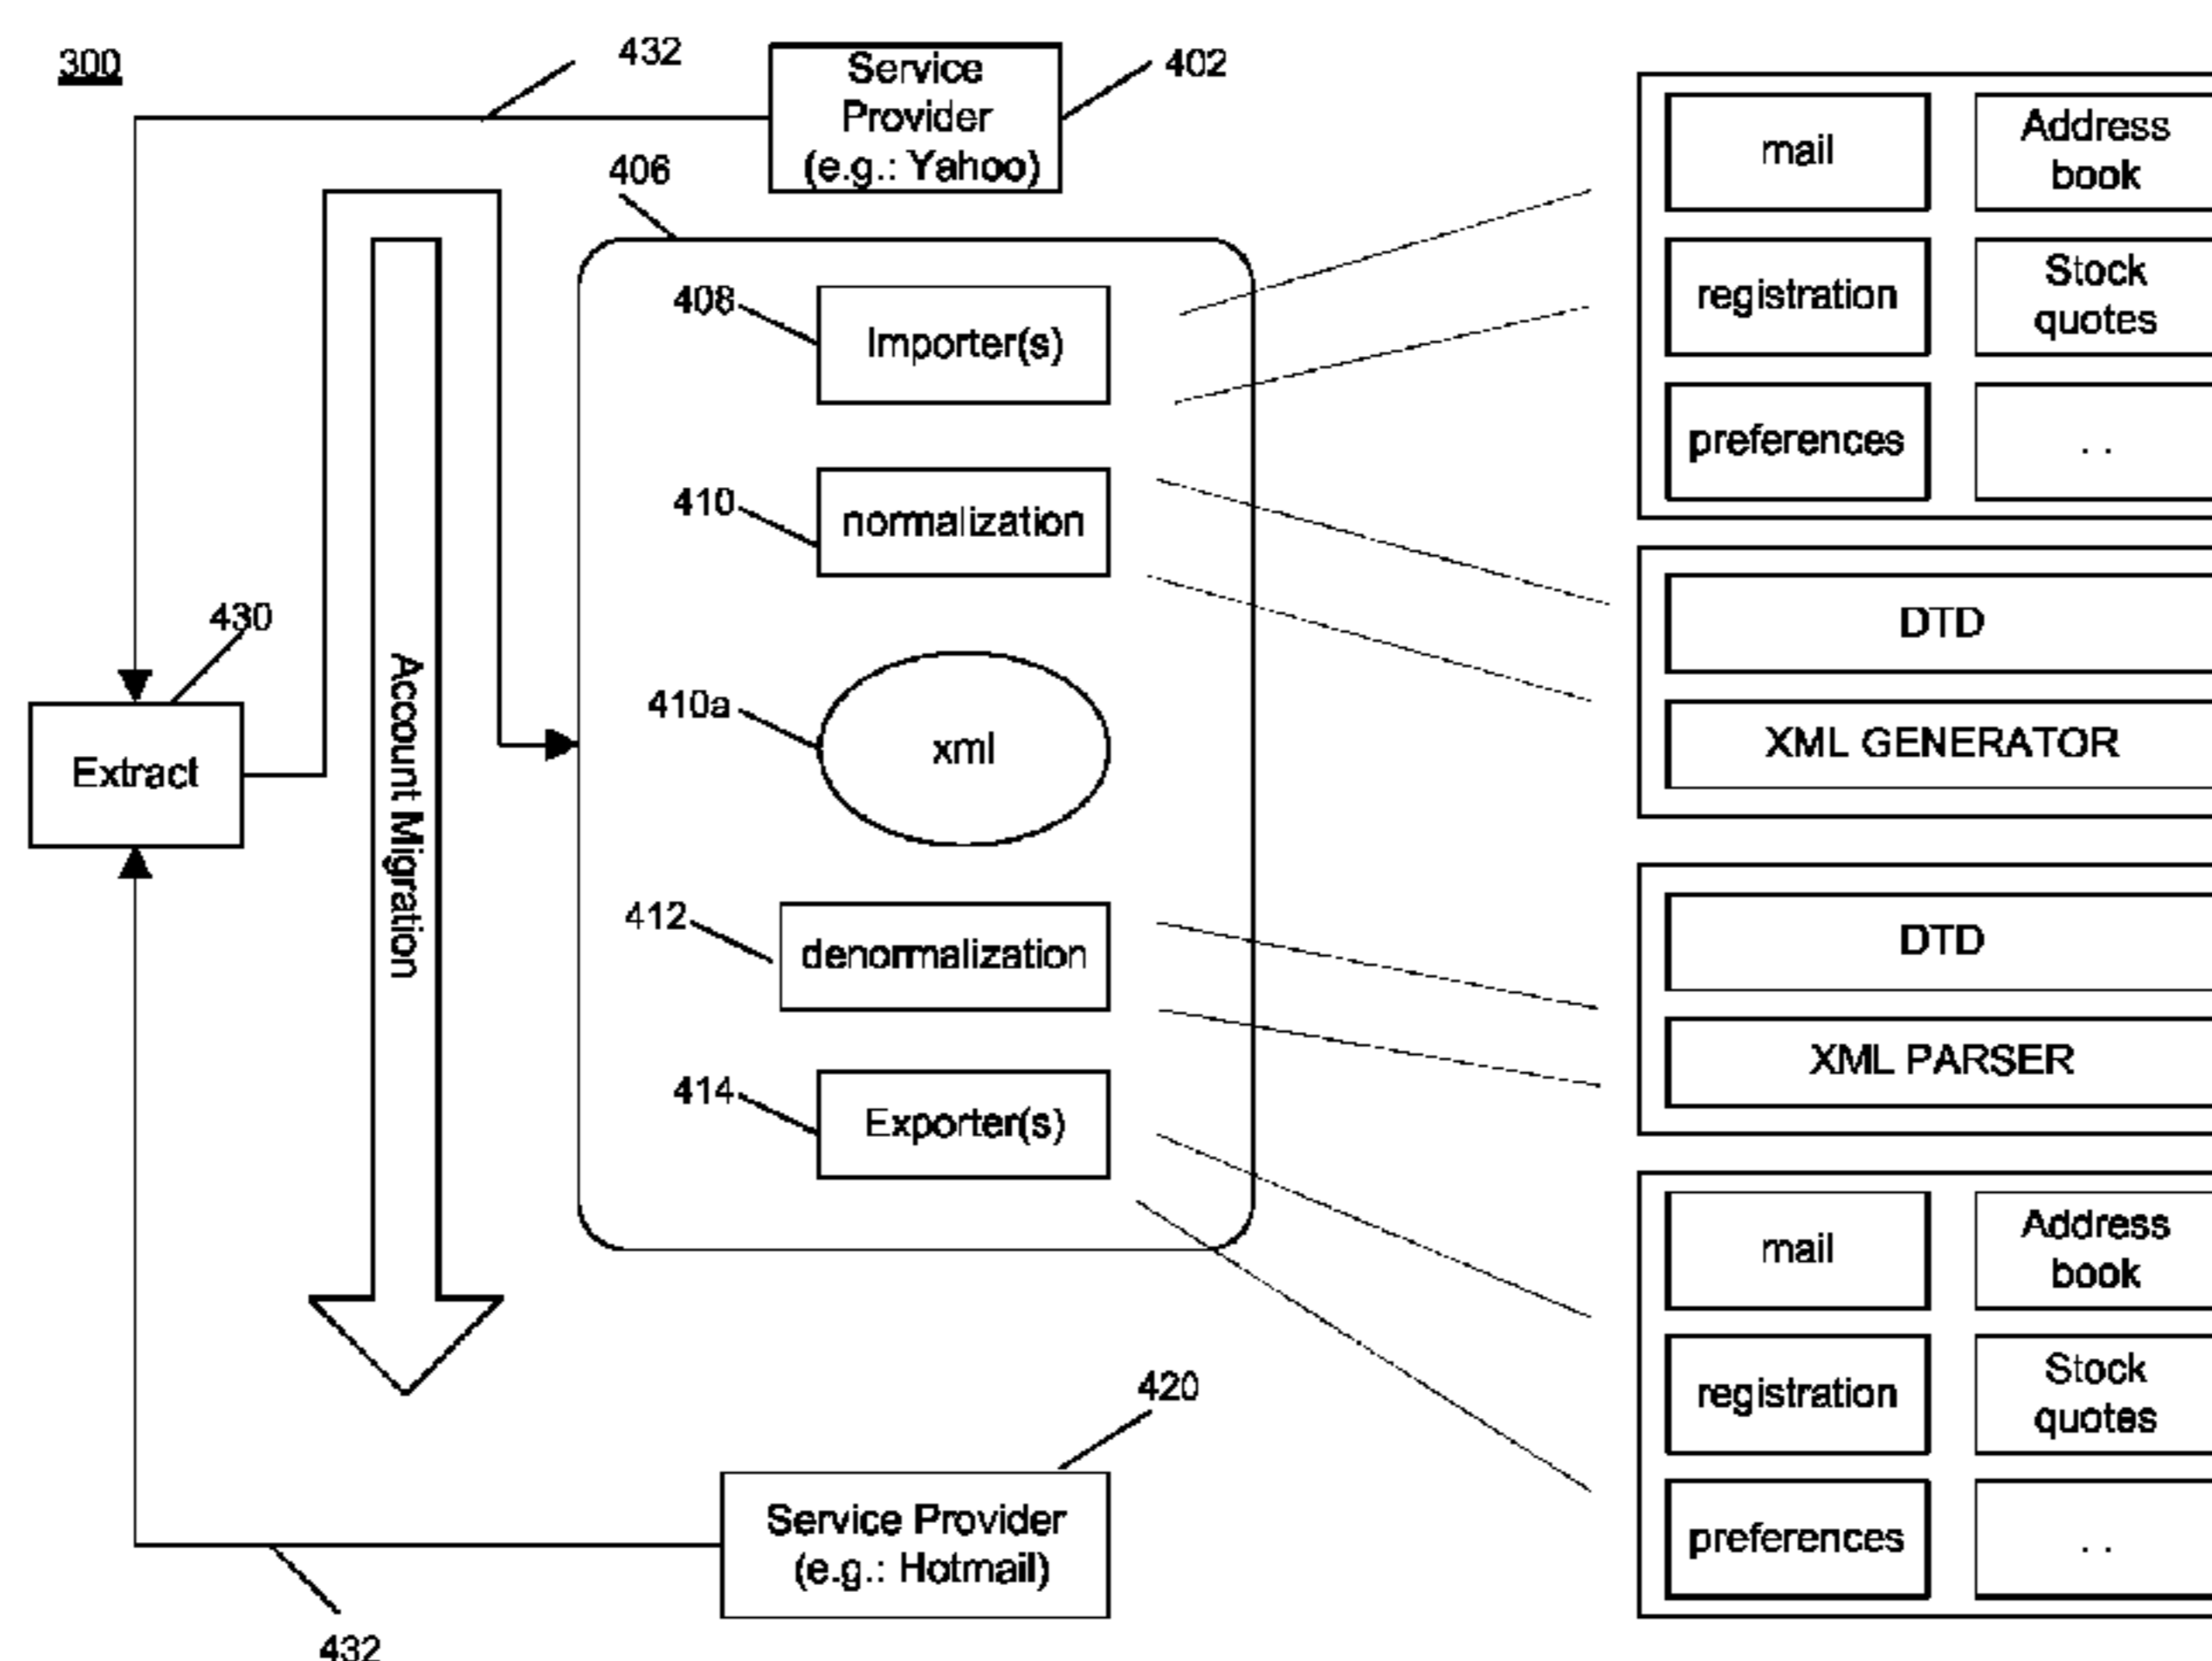 300
432
Service
Provider
(e.g.: Yahoo)
402
406
408
Importer(s)
410
normalization
410a
xml
412
denormalization
414
Exporter(s)
430
Extract
Account Migration
420
Service Provider
(e.g.: Hotmail)
432
mail
Address
book
registration
Stock
quotes
preferences
. .
DTD
XML GENERATOR
DTD
XML PARSER
mail
Address
book
registration
Stock
quotes
preferences
. .